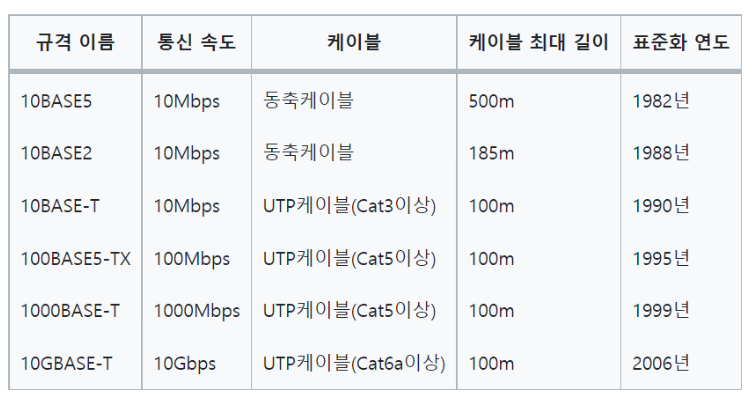 규격 이름 통신 속도 케이블 케이블 최대 길이 표준화 연도
10BASE5 10Mbps 동축케이블 500m 1982년
10BASE2 10Mbps 동축케이블 185m 1988년
10BASE-T 10Mbps UTP케이블(Cat3이상) 100m 1990년
100BASE5-TX 100Mbps UTP케이블(Cat5이상) 100m 1995년
1000BASE-T 1000Mbps UTP케이블(Cat5이상) 100m 1999년
10GBASE-T 10Gbps UTP케이블(Cat6a이상) 100m 2006년